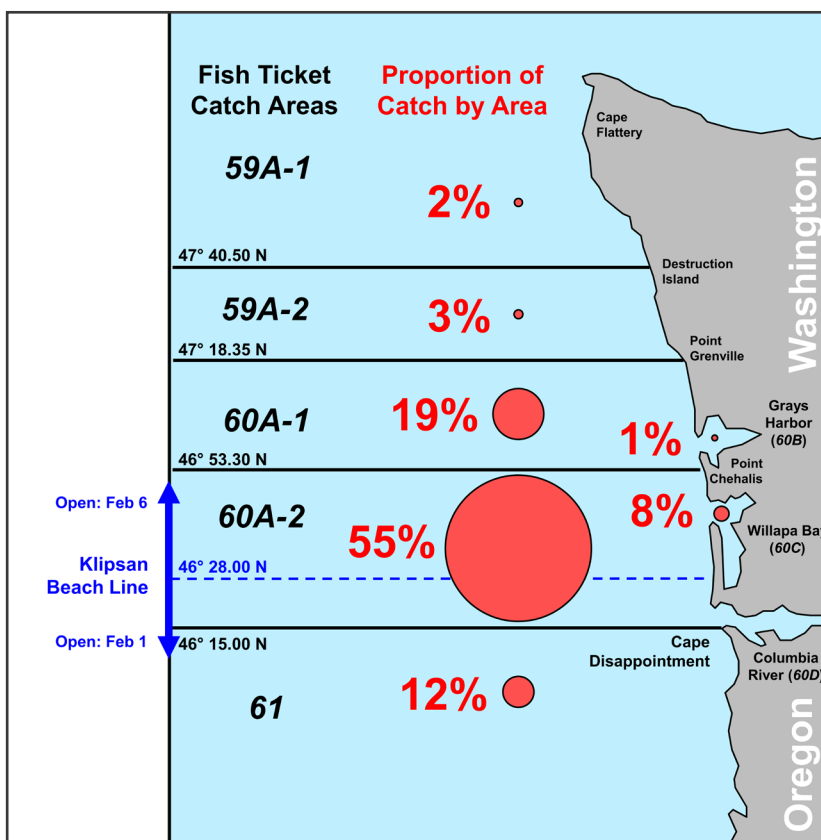 Fish Ticket
Catch Areas
Proportion of
Catch by Area
Cape
Flattery
59A-1
2%
Washington
47° 40.50 N
Destruction
Island
59A-2
3%
47° 18.35 N
Point
Grenville
60A-1
19%
1%
Grays
Harbor
(60B)
46° 53.30 N
Point
Chehalis
Open: Feb 6
60A-2
55%
8%
Willapa Bay
(60C)
Klipsan
Beach Line
46° 28.00 N
Open: Feb 1
46° 15.00 N
Cape
Disappointment
Columbia
River (60D)
61
12%
Oregon